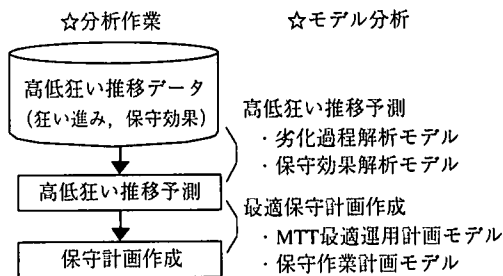 ☆分析作業
☆モデル分析
高低狂い推移データ
(狂い進み，保守効果)
高低狂い推移予測
・劣化過程解析モデル
・保守効果解析モデル
高低狂い推移予測
最適保守計画作成
・MTT最適運用計画モデル
・保守作業計画モデル
保守計画作成